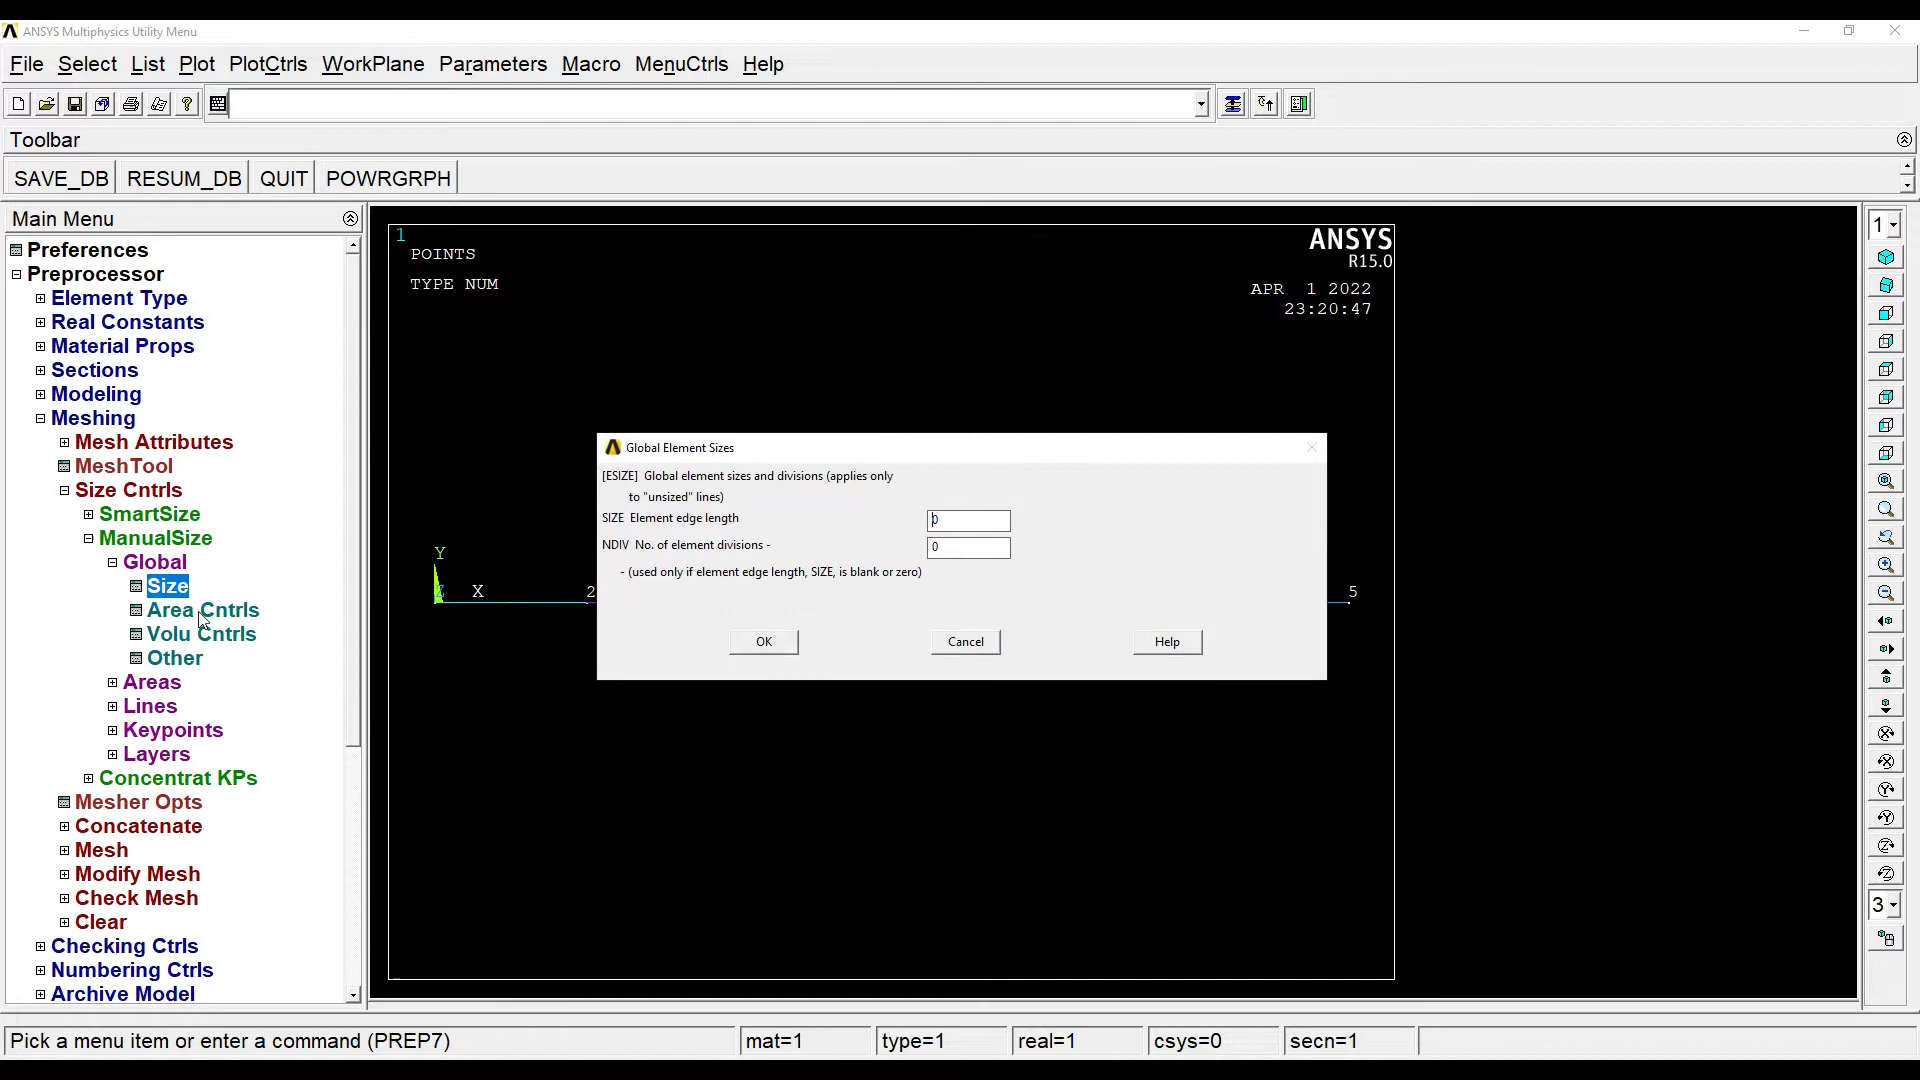 ANSYS Multiphysics Utility Menu
File Select List Plot PlotCtrls WorkPlane Parameters Macro MenuCtrls Help
Toolbar
SAVE_DB RESUM_DB QUIT POWRGRPH
Main Menu
Preferences
Preprocessor
Element Type
Real Constants
Material Props
Sections
Modeling
Meshing
Mesh Attributes
MeshTool
Size Cntrls
SmartSize
ManualSize
Global
Size
Area Cntrls
Volu Cntrls
Other
Areas
Lines
Keypoints
Layers
Concentrat KPs
Mesher Opts
Concatenate
Mesh
Modify Mesh
Check Mesh
Clear
Checking Ctrls
Numbering Ctrls
Archive Model
1
POINTS
TYPE NUM
ANSYS
R15.0
APR 1 2022
23:20:47
Y
Z X 2 5
Global Element Sizes
[ESIZE] Global element sizes and divisions (applies only
to "unsized" lines)
SIZE Element edge length 0
NDIV No. of element divisions - 0
- (used only if element edge length, SIZE, is blank or zero)
OK Cancel Help
1
3
Pick a menu item or enter a command (PREP7) mat=1 type=1 real=1 csys=0 secn=1